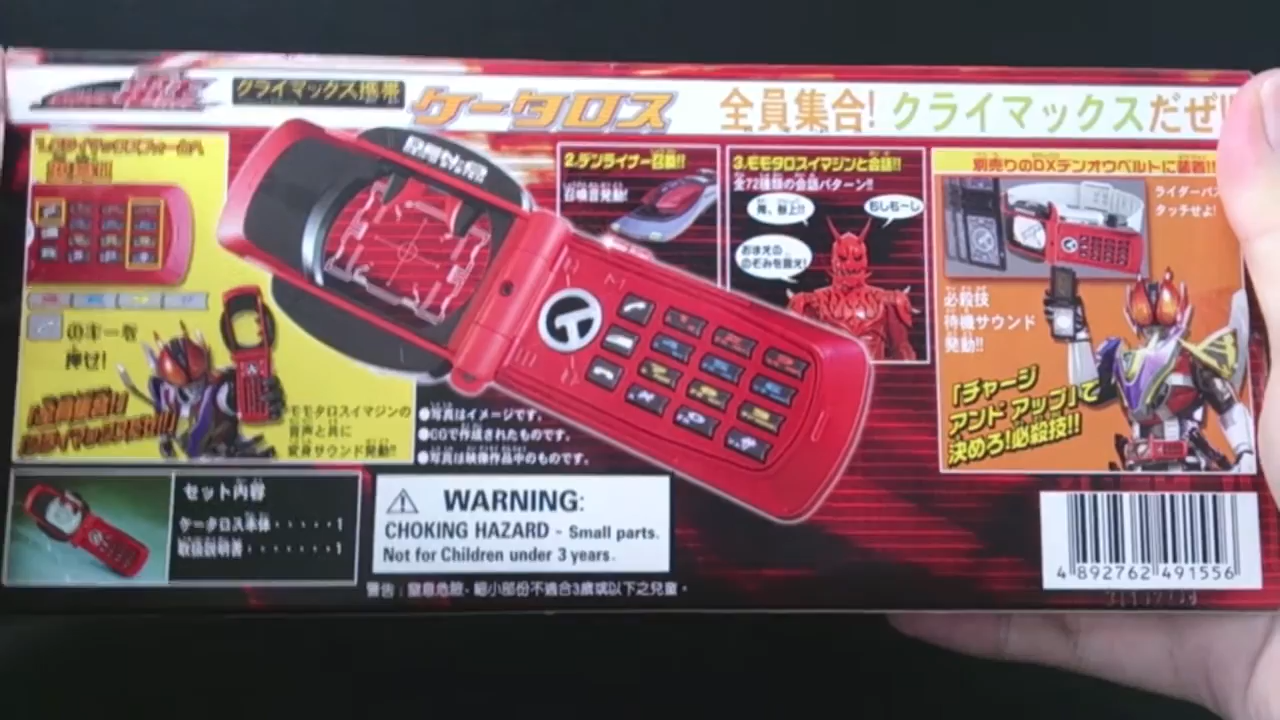 クライマックス携帯
ケータロス
全員集合! クライマックスだぜ!!
2.デンライナー召喚!!
召喚音発動!
3.モモタロスイマジンと会話!!
全72種類の会話パターン!!
俺、参上!!
おしもーし
おまえの...
のぞみを言え!
別売りのDXデンオウベルトに装着!!
ライダーパス
タッチせよ!
必殺技
待機サウンド
発動!!
「チャージ
アンド アップ」で
決めろ!必殺技!!
のキーを
押せ!
モモタロスイマジンの
音声と共に
変身サウンド発動!!
●写真はイメージです。
●CGで作成されたものです。
●写真は映像作品中のものです。
セット内容
ケータロス本体 ・・・・・・1
取扱説明書 ・・・・・・・・1
WARNING:
CHOKING HAZARD - Small parts.
Not for Children under 3 years.
警告:窒息危險-細小部份不適合3歲或以下之兒童。
4 892762 491556